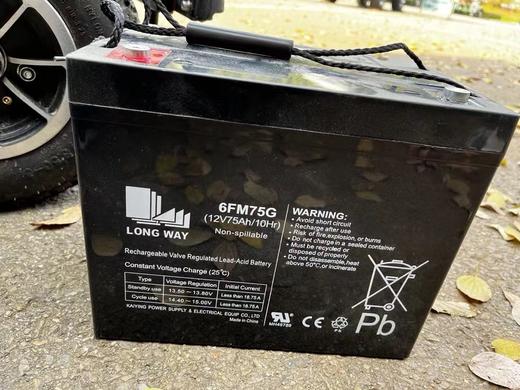 6FM75G
(12V75Ah/10Hr)
Non-spillable
LONG WAY
WARNING:
Avoid short circuit
Recharge after use
Risk of fire,explosion, or burns
Do not charge in a sealed container
Must be recycled or
disposed of properly
Do not disassemble,heat
above 50°C,or incinerate
Rechargeable Valve Regulated Lead-Acid Battery
Constant Voltage Charge (25°C)
Type Voltage Regulation Initial Current
Standby use 13.50 ~ 13.80V Less than 18.75 A
Cycle use 14.40 ~ 15.00V Less than 18.75 A
KAIYING POWER SUPPLY & ELECTRICAL EQUIP CO.,LTD
Made in China
MH45789
CE
Pb